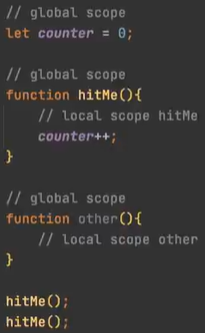 // global scope
let counter = 0;
// global scope
function hitMe(){
// local scope hitMe
counter++;
}
// global scope
function other(){
// local scope other
}
hitMe();
hitMe();